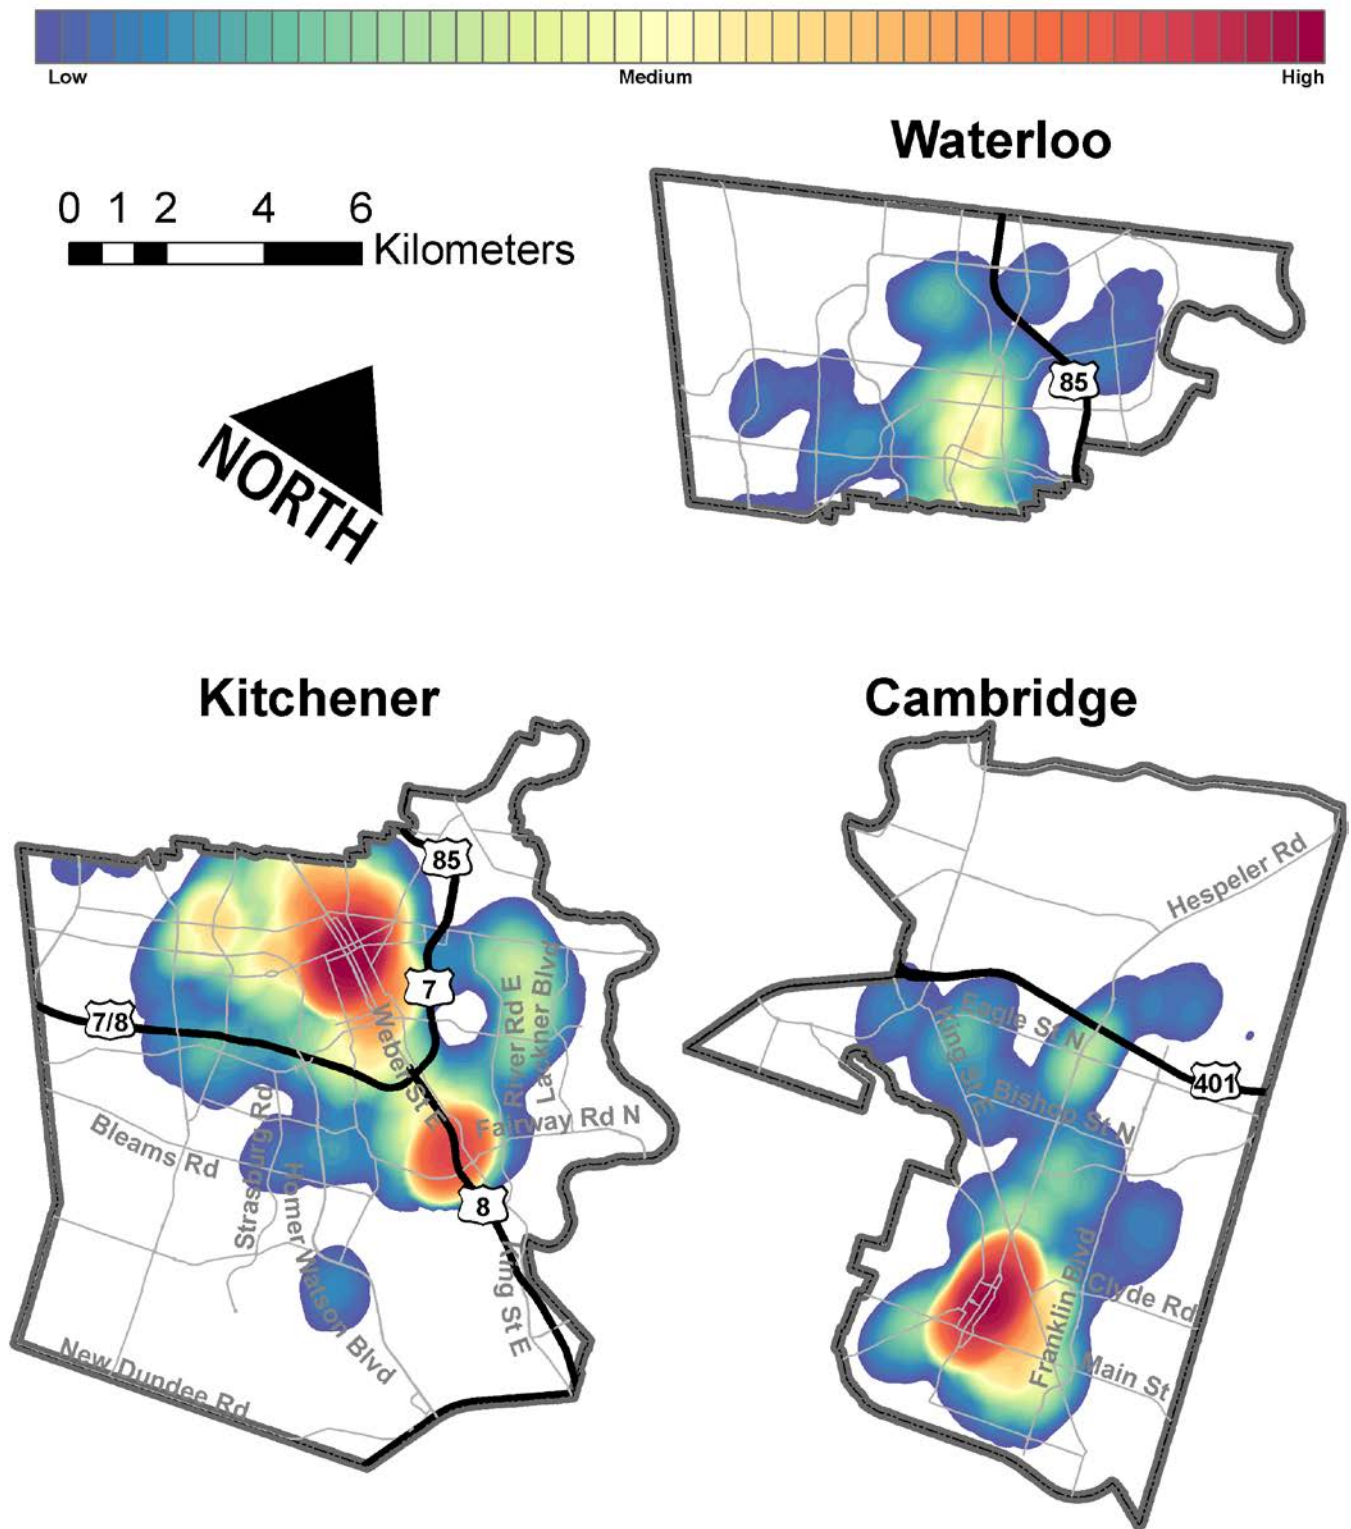 Low Medium High
Waterloo
0 1 2 4 6
Kilometers
NORTH
85
Kitchener
Cambridge
85
7
7/8
Weber St E
River Rd E
Lackner Blvd
Fairway Rd N
Bleams Rd
Strasburg Rd
Homer Watson Blvd
8
King St E
New Dundee Rd
Hespeler Rd
Eagle St N
King St E
401
Bishop St N
Franklin Blvd
Clyde Rd
Main St